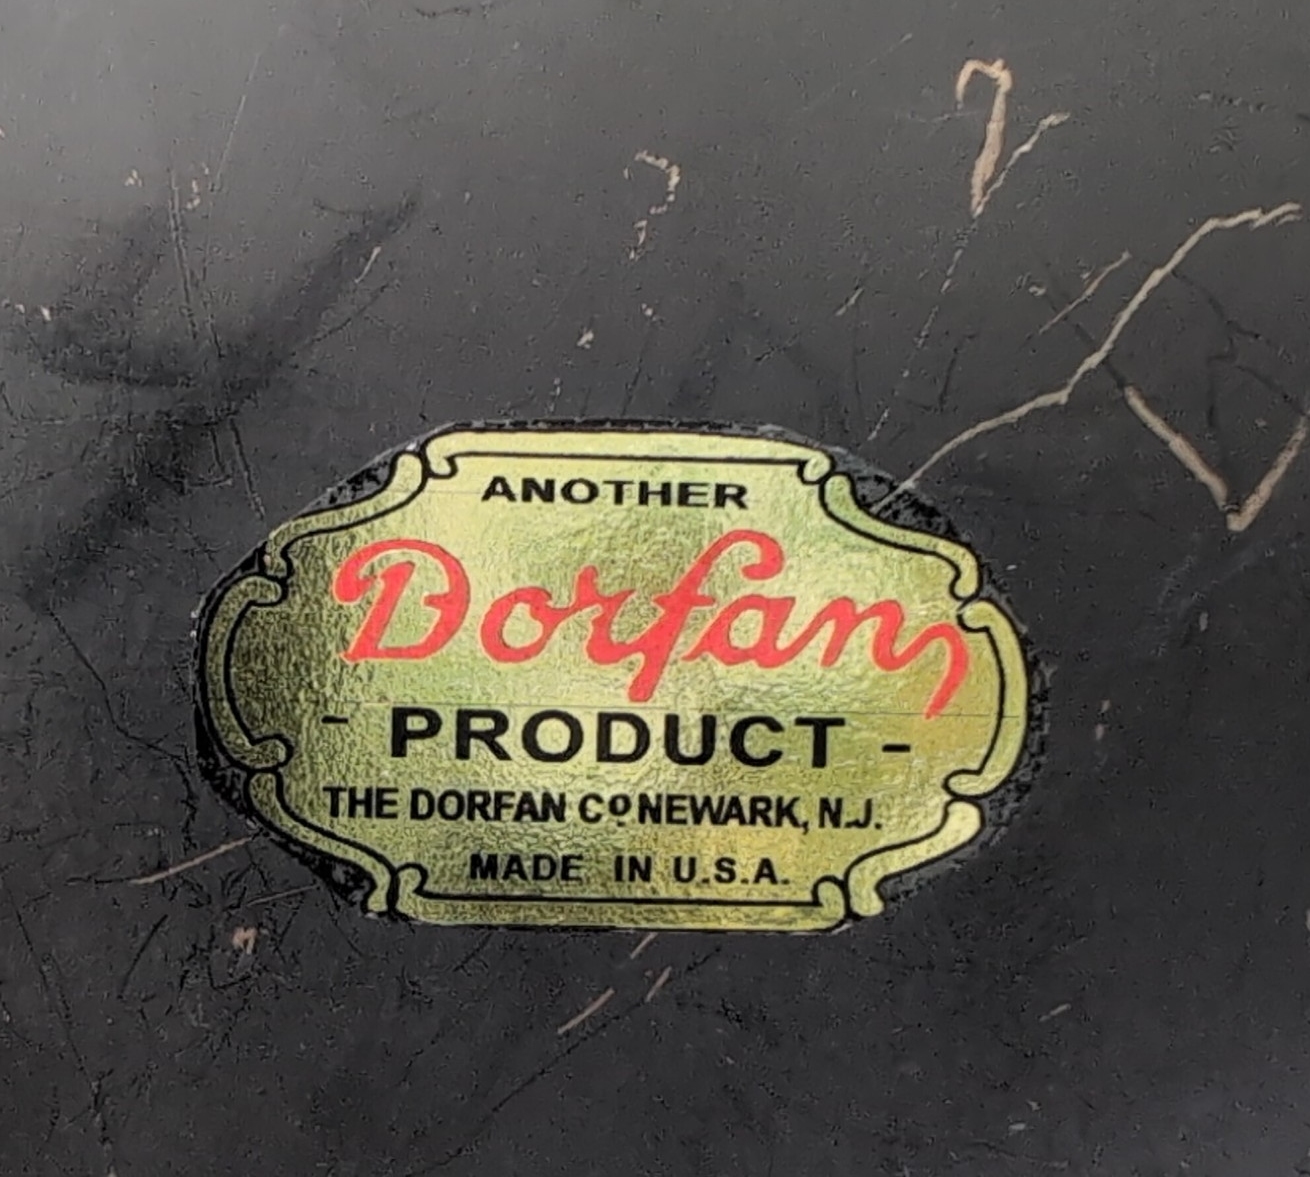 ANOTHER
Dorfan
- PRODUCT -
THE DORFAN Cº NEWARK, N.J.
MADE IN U.S.A.